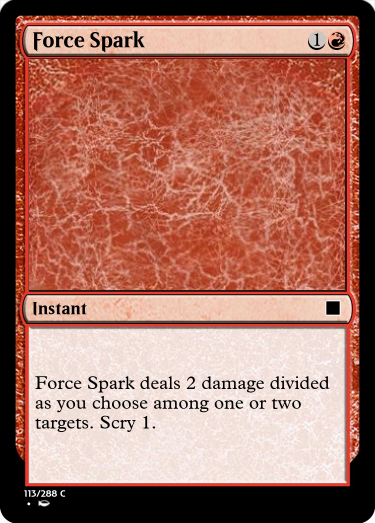 Force Spark 1
Instant
Force Spark deals 2 damage divided
as you choose among one or two
targets. Scry 1.
113/288 C